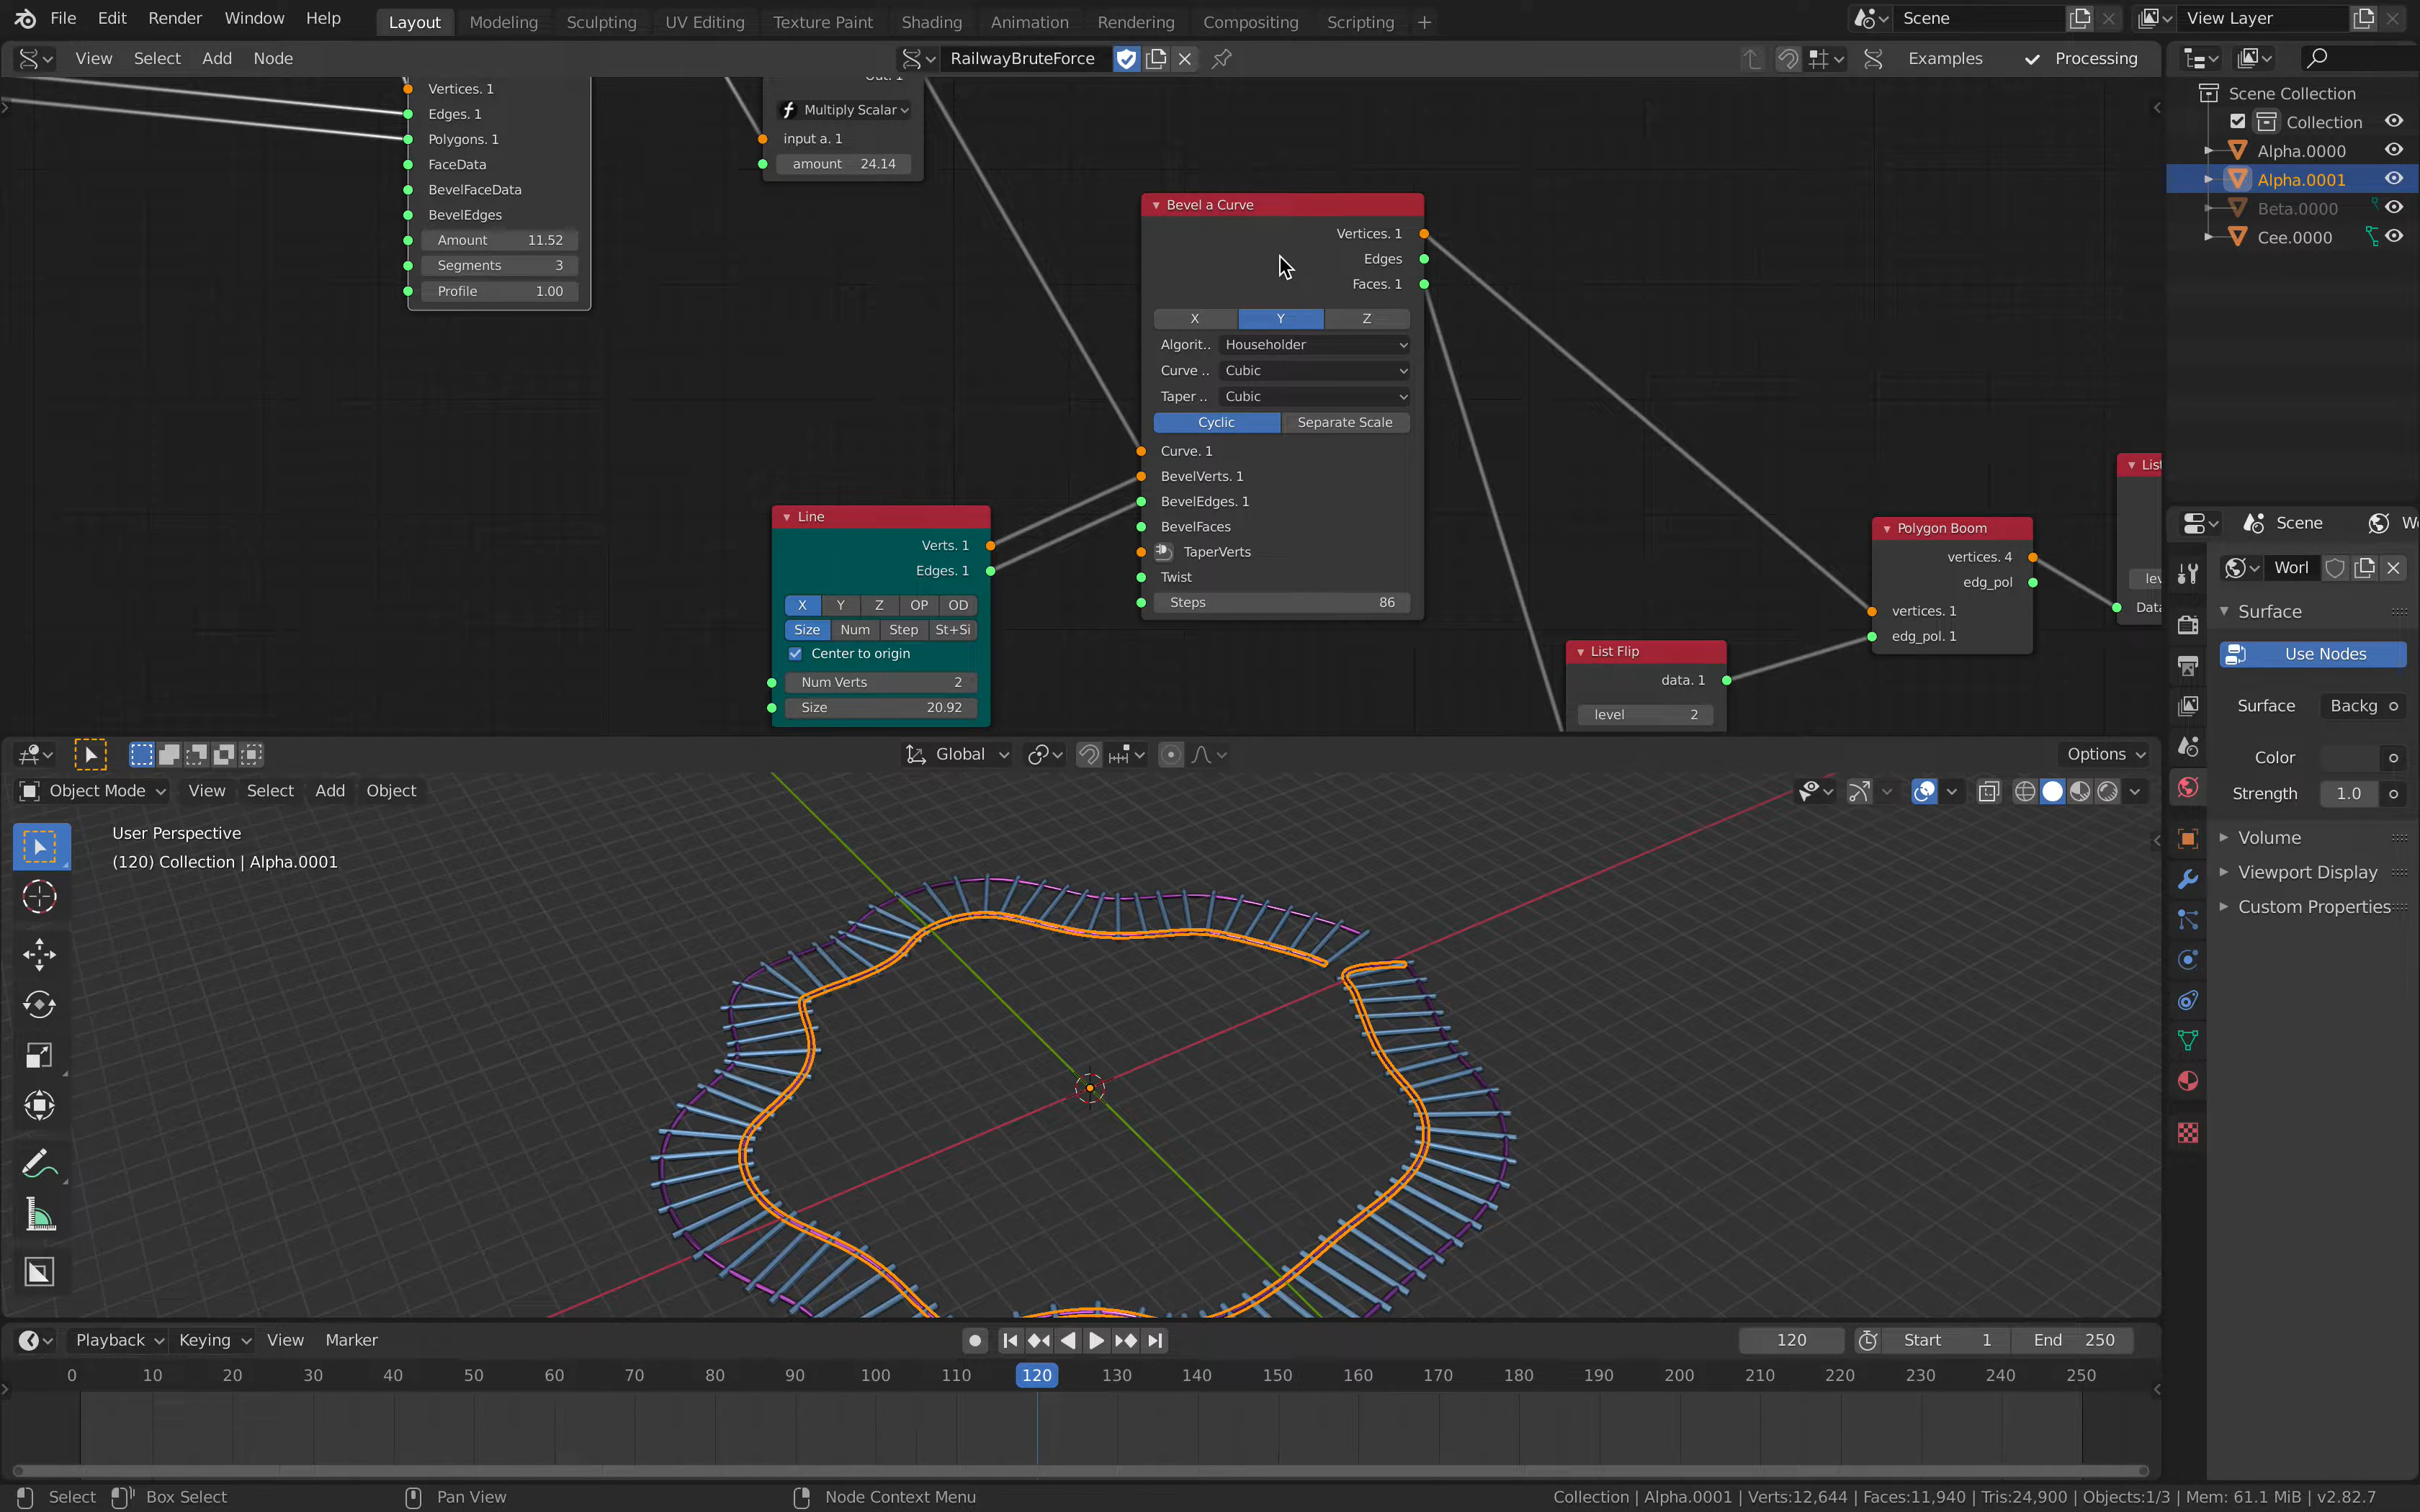 File Edit Render Window Help Layout Modeling Sculpting UV Editing Texture Paint Shading Animation Rendering Compositing Scripting + Scene View Layer
View Select Add Node RailwayBruteForce Examples Processing
Out. 1
Vertices. 1
Edges. 1
Polygons. 1
FaceData
BevelFaceData
BevelEdges
Amount 11.52
Segments 3
Profile 1.00
Multiply Scalar
input a. 1
amount 24.14
Bevel a Curve
Vertices. 1
Edges
Faces. 1
X Y Z
Algorit.. Householder
Curve .. Cubic
Taper .. Cubic
Cyclic Separate Scale
Curve. 1
BevelVerts. 1
BevelEdges. 1
BevelFaces
TaperVerts
Twist
Steps 86
Line
Verts. 1
Edges. 1
X Y Z OP OD
Size Num Step St+Si
Center to origin
Num Verts 2
Size 20.92
List Flip
data. 1
level 2
Polygon Boom
vertices. 4
edg_pol
vertices. 1
edg_pol. 1
List
lev
Data
Scene Collection
Collection
Alpha.0000
Alpha.0001
Beta.0000
Cee.0000
Scene Wo
Worl
Surface
Use Nodes
Surface Backg
Color
Strength 1.0
Volume
Viewport Display
Custom Properties
Global Options
Object Mode View Select Add Object
User Perspective
(120) Collection | Alpha.0001
Playback Keying View Marker 120 Start 1 End 250
0 10 20 30 40 50 60 70 80 90 100 110 120 130 140 150 160 170 180 190 200 210 220 230 240 250
Select Box Select Pan View Node Context Menu Collection | Alpha.0001 | Verts:12,644 | Faces:11,940 | Tris:24,900 | Objects:1/3 | Mem: 61.1 MiB | v2.82.7